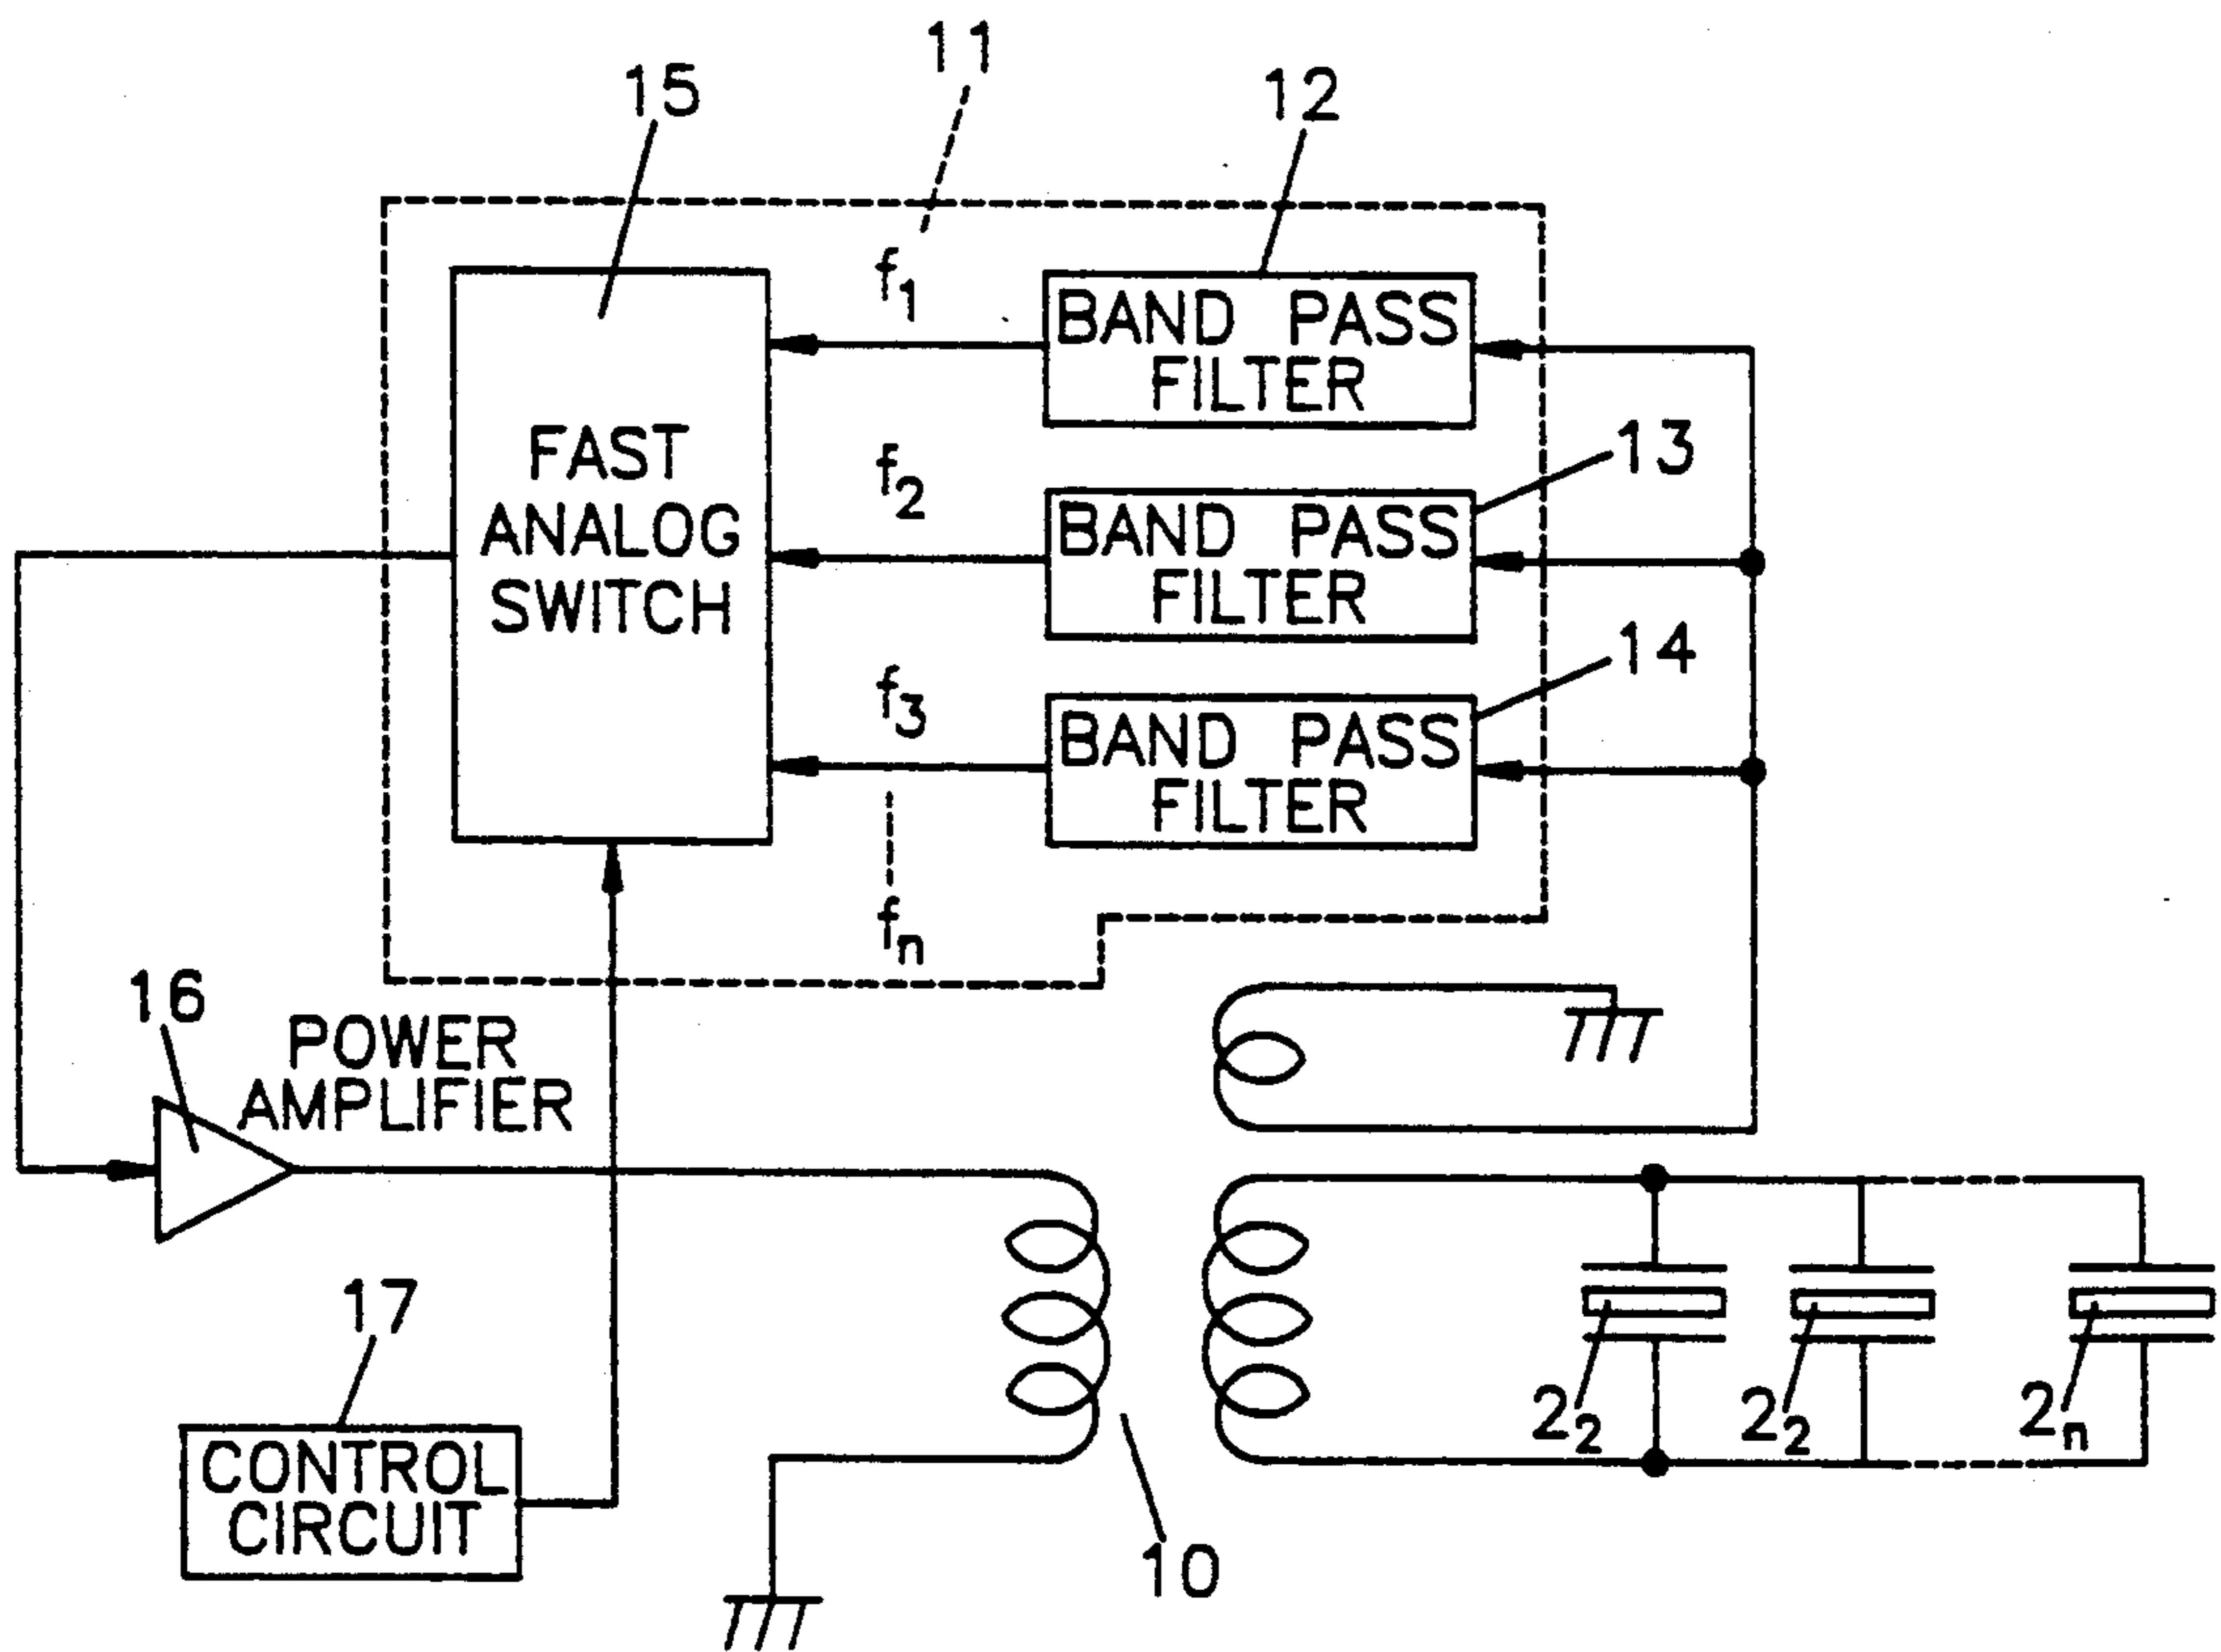 11
15
12
f1
BAND PASS
FILTER
13
FAST
ANALOG
SWITCH
f2
BAND PASS
FILTER
14
f3
BAND PASS
FILTER
fn
16
POWER
AMPLIFIER
17
CONTROL
CIRCUIT
10
22
22
2n